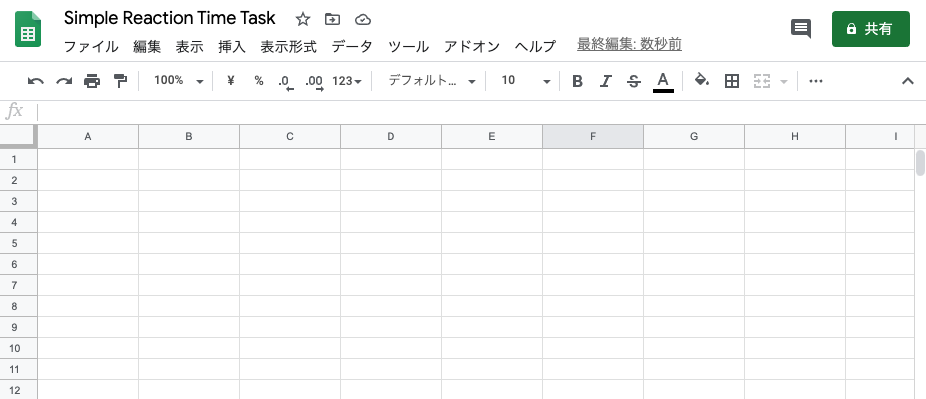 Simple Reaction Time Task
ファイル 編集 表示 挿入 表示形式 データ ツール アドオン ヘルプ 最終編集: 数秒前
共有
100% ¥ % .0 .00 123 デフォルト... 10 B I S A
fx
A B C D E F G H I
1
2
3
4
5
6
7
8
9
10
11
12